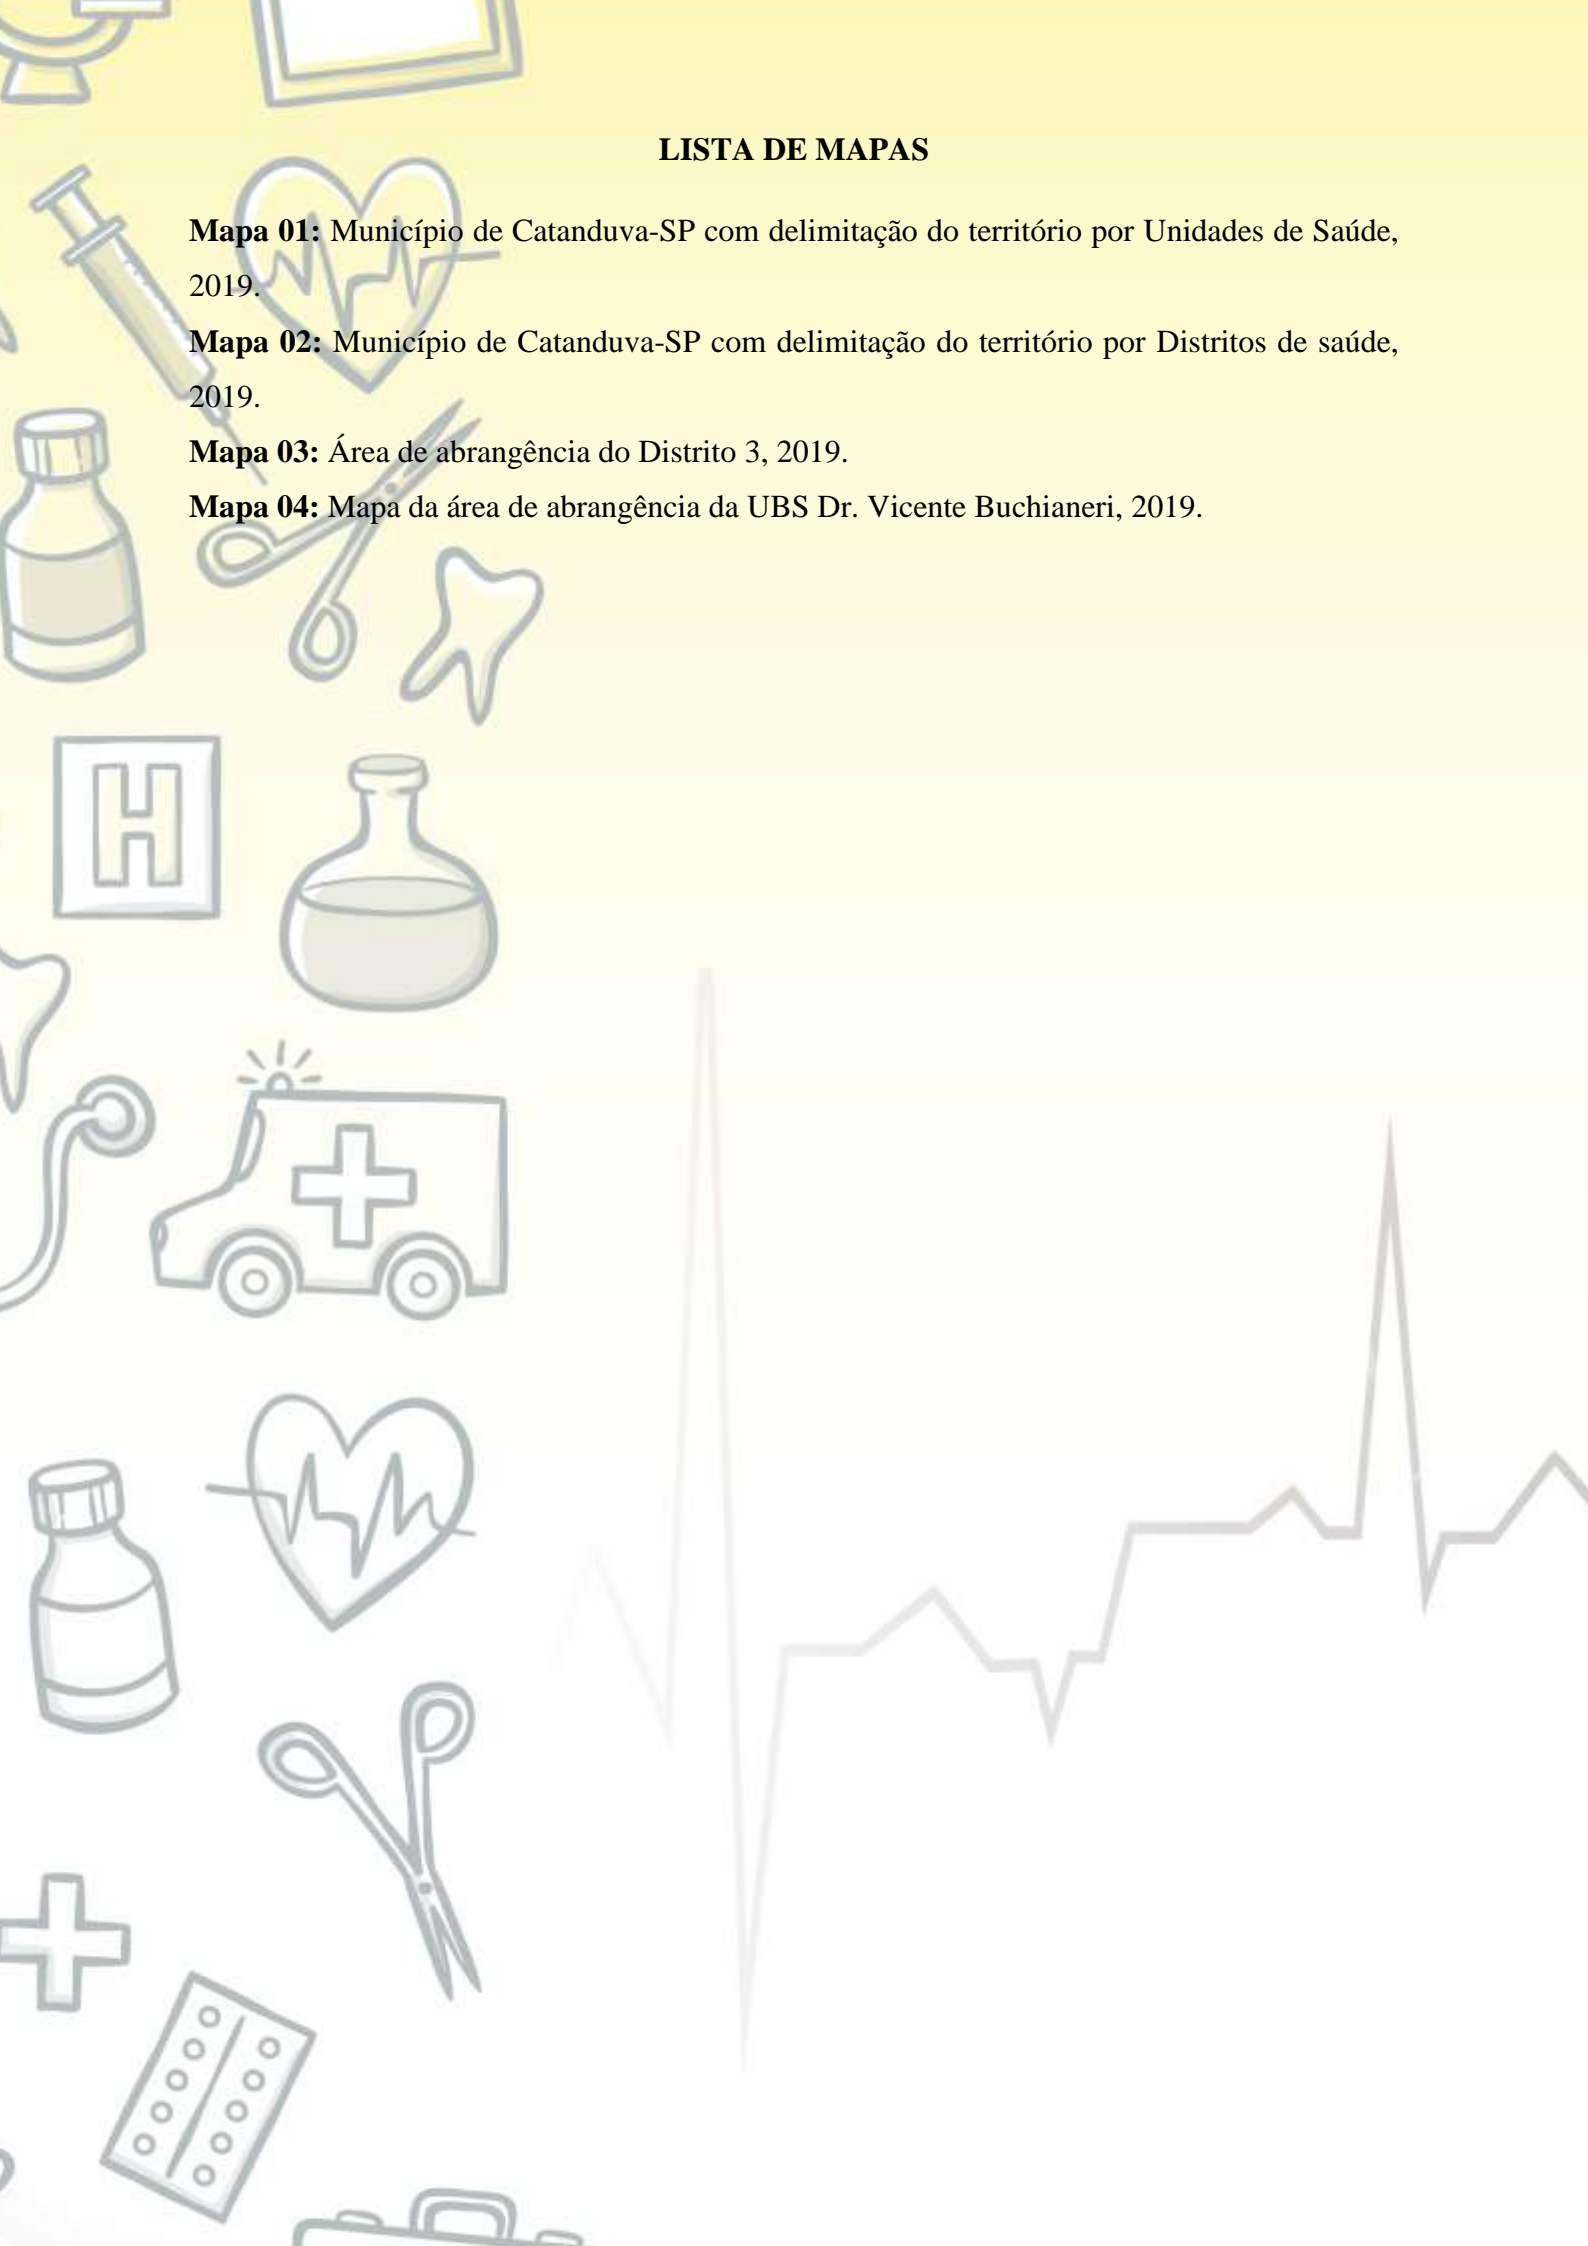 LISTA DE MAPAS
Mapa 01: Município de Catanduva-SP com delimitação do território por Unidades de Saúde,
2019.
Mapa 02: Município de Catanduva-SP com delimitação do território por Distritos de saúde,
2019.
Mapa 03: Área de abrangência do Distrito 3, 2019.
Mapa 04: Mapa da área de abrangência da UBS Dr. Vicente Buchianeri, 2019.
H